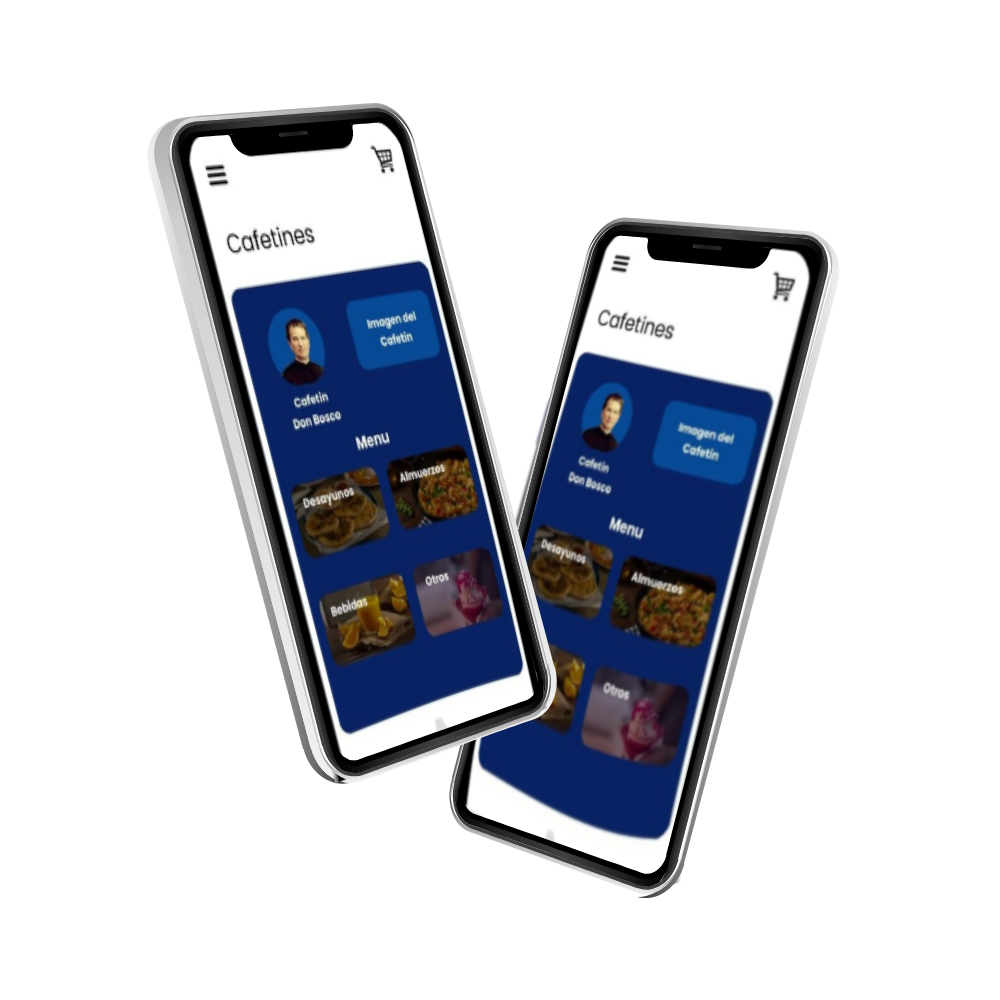 Cafetines
Imagen del
Cafetin
Cafetin
Don Bosco
Menu
Desayunos
Almuerzos
Bebidas
Otros
Cafetines
Imagen del
Cafetin
Cafetin
Don Bosco
Menu
Desayunos
Almuerzos
Otros